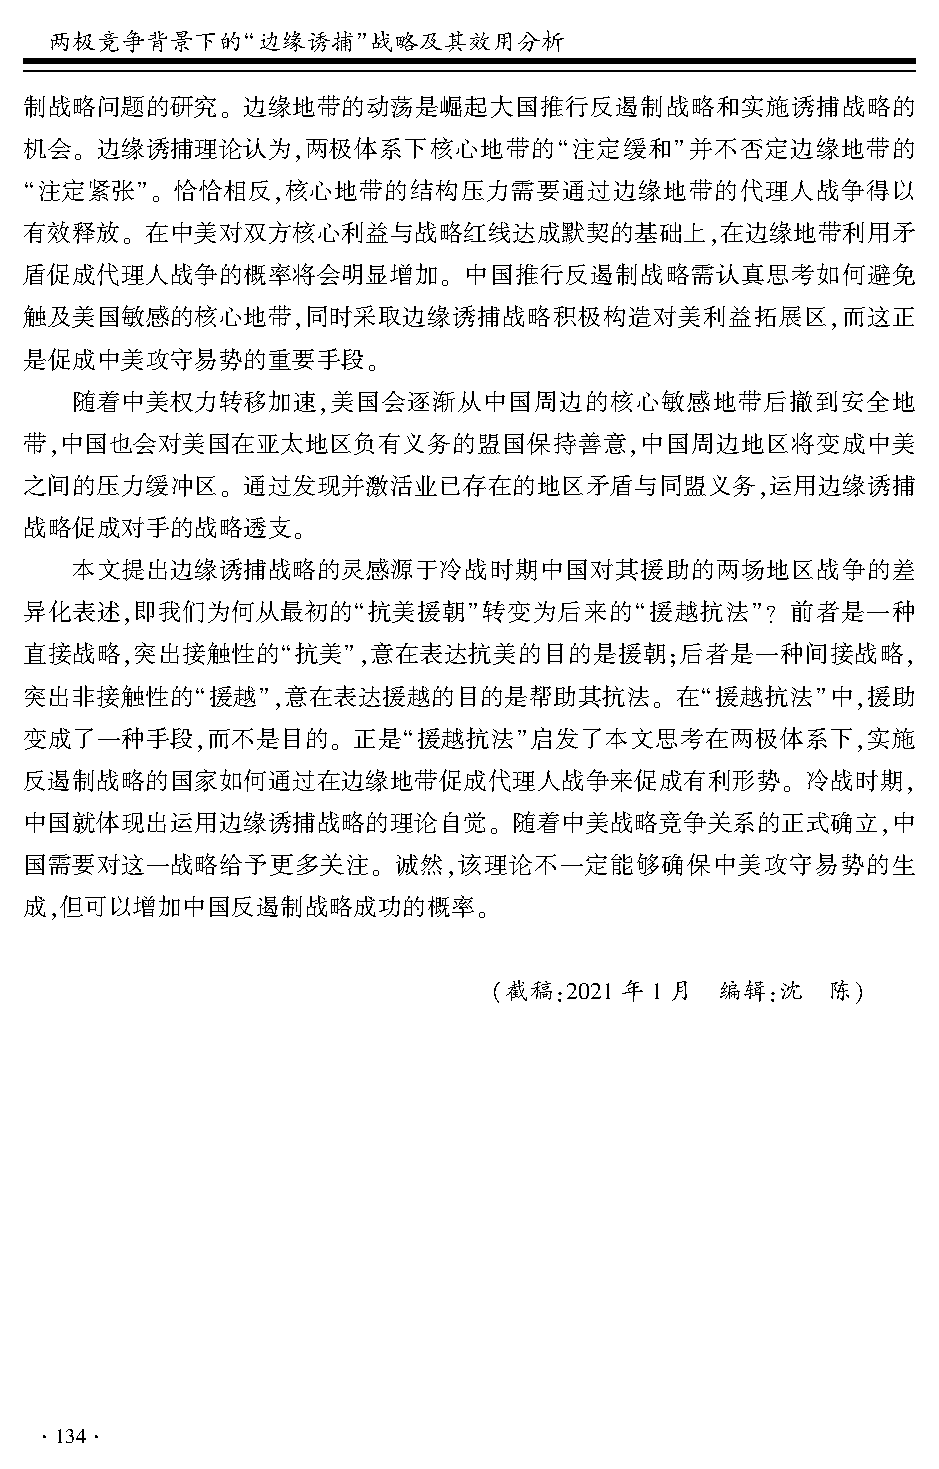 两极竞争背景下的“边缘诱捕”战略及其效用分析
制战略问题的研究。边缘地带的动荡是崛起大国推行反遏制战略和实施诱捕战略的
机会。边缘诱捕理论认为,两极体系下核心地带的“注定缓和”并不否定边缘地带的
“注定紧张”。恰恰相反,核心地带的结构压力需要通过边缘地带的代理人战争得以
有效释放。在中美对双方核心利益与战略红线达成默契的基础上,在边缘地带利用矛
盾促成代理人战争的概率将会明显增加。中国推行反遏制战略需认真思考如何避免
触及美国敏感的核心地带,同时采取边缘诱捕战略积极构造对美利益拓展区,而这正
是促成中美攻守易势的重要手段。
随着中美权力转移加速,美国会逐渐从中国周边的核心敏感地带后撤到安全地
带,中国也会对美国在亚太地区负有义务的盟国保持善意,中国周边地区将变成中美
之间的压力缓冲区。通过发现并激活业已存在的地区矛盾与同盟义务,运用边缘诱捕
战略促成对手的战略透支。
本文提出边缘诱捕战略的灵感源于冷战时期中国对其援助的两场地区战争的差
异化表述,即我们为何从最初的“抗美援朝”转变为后来的“援越抗法”? 前者是一种
直接战略,突出接触性的“抗美”,意在表达抗美的目的是援朝;后者是一种间接战略,
突出非接触性的“援越”,意在表达援越的目的是帮助其抗法。在“援越抗法”中,援助
变成了一种手段,而不是目的。正是“援越抗法”启发了本文思考在两极体系下,实施
反遏制战略的国家如何通过在边缘地带促成代理人战争来促成有利形势。冷战时期,
中国就体现出运用边缘诱捕战略的理论自觉。随着中美战略竞争关系的正式确立,中
国需要对这一战略给予更多关注。诚然,该理论不一定能够确保中美攻守易势的生
成,但可以增加中国反遏制战略成功的概率。
(截稿:2021 年 1 月　编辑:沈　陈)
· 134 ·